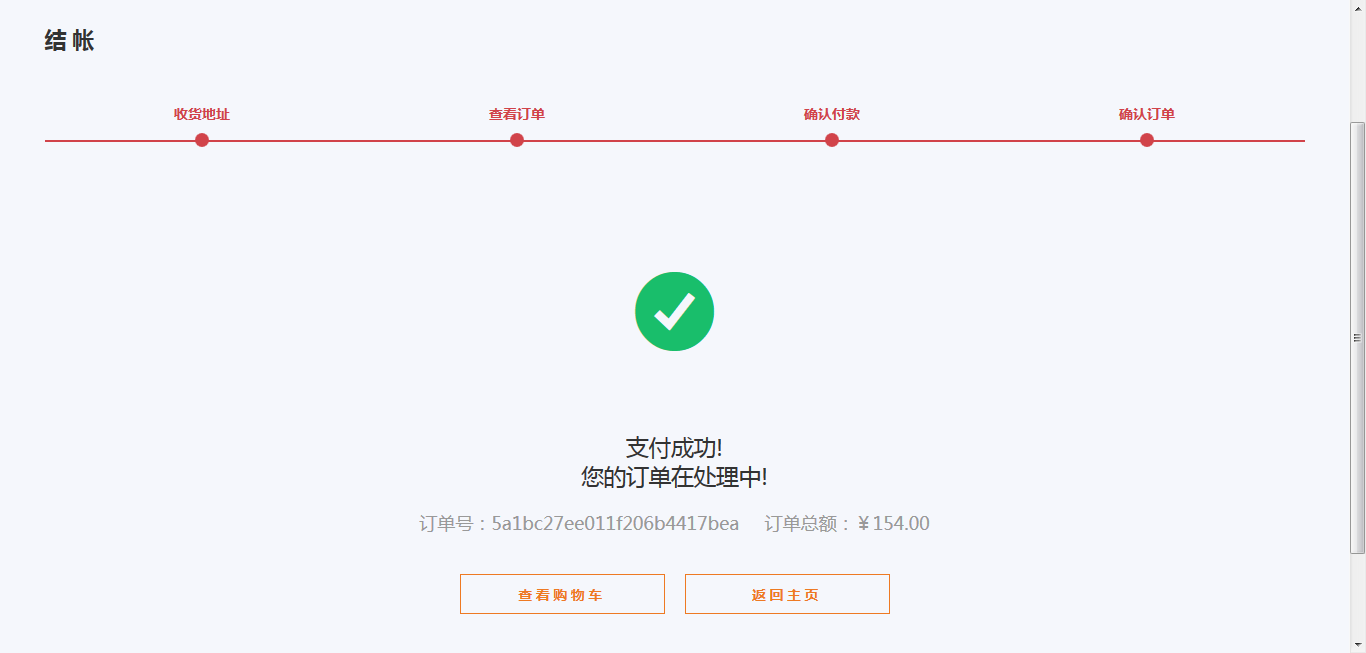 结 帐
收货地址 查看订单 确认付款 确认订单
支付成功!
您的订单在处理中!
订单号：5a1bc27ee011f206b4417bea 订单总额：￥154.00
查看购物车 返回主页